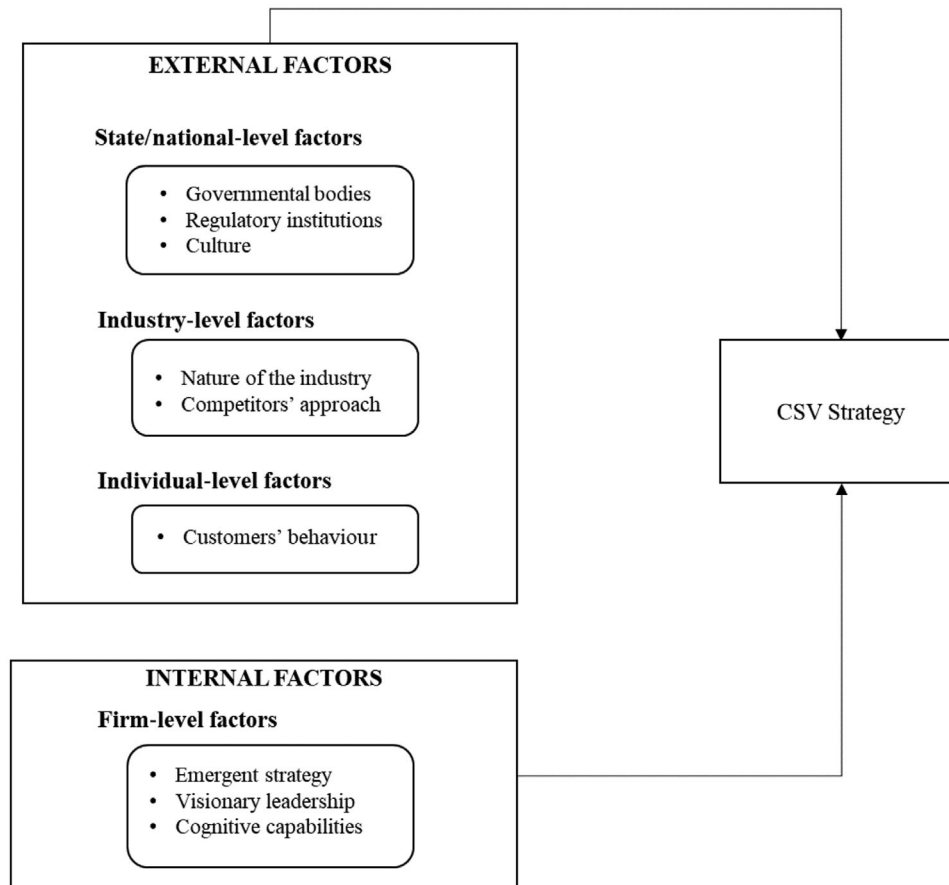 EXTERNAL FACTORS
State/national-level factors
• Governmental bodies
• Regulatory institutions
• Culture
Industry-level factors
• Nature of the industry
• Competitors’ approach
Individual-level factors
• Customers’ behaviour
CSV Strategy
INTERNAL FACTORS
Firm-level factors
• Emergent strategy
• Visionary leadership
• Cognitive capabilities